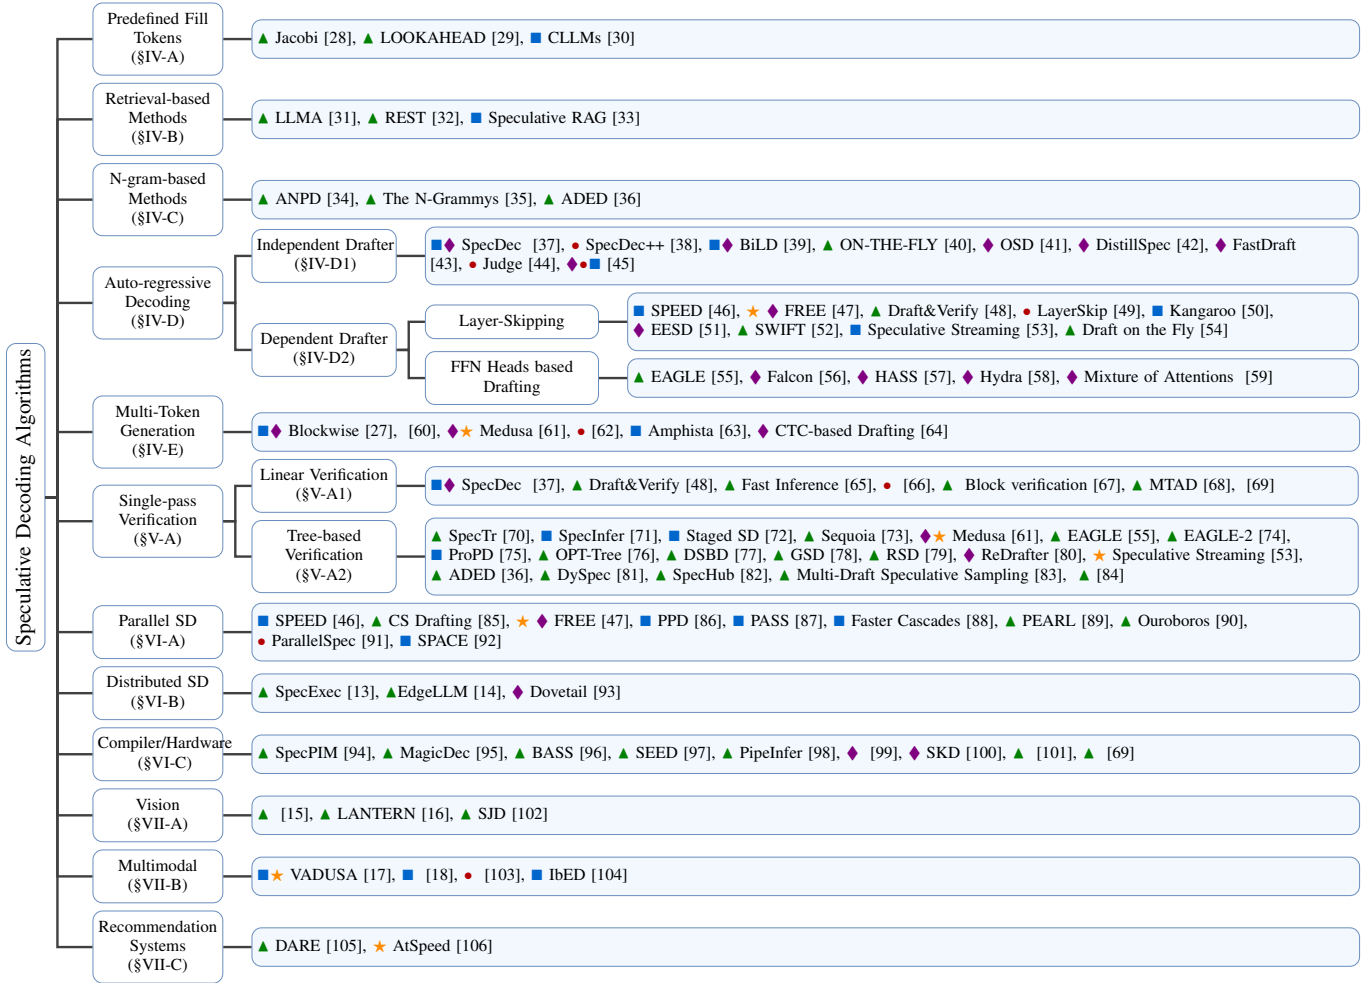 Speculative Decoding Algorithms
Predefined Fill
Tokens
(§IV-A)
▲ Jacobi [28], ▲ LOOKAHEAD [29], ■ CLLMs [30]
Retrieval-based
Methods
(§IV-B)
▲ LLMA [31], ▲ REST [32], ■ Speculative RAG [33]
N-gram-based
Methods
(§IV-C)
▲ ANPD [34], ▲ The N-Grammys [35], ▲ ADED [36]
Auto-regressive
Decoding
(§IV-D)
Independent Drafter
(§IV-D1)
■♦ SpecDec [37], ● SpecDec++ [38], ■♦ BiLD [39], ▲ ON-THE-FLY [40], ♦ OSD [41], ♦ DistillSpec [42], ♦ FastDraft
[43], ● Judge [44], ♦●■ [45]
Dependent Drafter
(§IV-D2)
Layer-Skipping
■ SPEED [46], ★ ♦ FREE [47], ▲ Draft&Verify [48], ● LayerSkip [49], ■ Kangaroo [50],
♦ EESD [51], ▲ SWIFT [52], ■ Speculative Streaming [53], ▲ Draft on the Fly [54]
FFN Heads based
Drafting
▲ EAGLE [55], ♦ Falcon [56], ♦ HASS [57], ♦ Hydra [58], ♦ Mixture of Attentions [59]
Multi-Token
Generation
(§IV-E)
■♦ Blockwise [27], [60], ♦★ Medusa [61], ● [62], ■ Amphista [63], ♦ CTC-based Drafting [64]
Single-pass
Verification
(§V-A)
Linear Verification
(§V-A1)
■♦ SpecDec [37], ▲ Draft&Verify [48], ▲ Fast Inference [65], ● [66], ▲ Block verification [67], ▲ MTAD [68], [69]
Tree-based
Verification
(§V-A2)
▲ SpecTr [70], ■ SpecInfer [71], ■ Staged SD [72], ▲ Sequoia [73], ♦★ Medusa [61], ▲ EAGLE [55], ▲ EAGLE-2 [74],
■ ProPD [75], ▲ OPT-Tree [76], ▲ DSBD [77], ▲ GSD [78], ▲ RSD [79], ♦ ReDrafter [80], ★ Speculative Streaming [53],
▲ ADED [36], ▲ DySpec [81], ▲ SpecHub [82], ▲ Multi-Draft Speculative Sampling [83], ▲ [84]
Parallel SD
(§VI-A)
■ SPEED [46], ▲ CS Drafting [85], ★ ♦ FREE [47], ■ PPD [86], ■ PASS [87], ■ Faster Cascades [88], ▲ PEARL [89], ▲ Ouroboros [90],
● ParallelSpec [91], ■ SPACE [92]
Distributed SD
(§VI-B)
▲ SpecExec [13], ▲EdgeLLM [14], ♦ Dovetail [93]
Compiler/Hardware
(§VI-C)
▲ SpecPIM [94], ▲ MagicDec [95], ▲ BASS [96], ▲ SEED [97], ▲ PipeInfer [98], ♦ [99], ♦ SKD [100], ▲ [101], ▲ [69]
Vision
(§VII-A)
▲ [15], ▲ LANTERN [16], ▲ SJD [102]
Multimodal
(§VII-B)
■★ VADUSA [17], ■ [18], ● [103], ■ IbED [104]
Recommendation
Systems
(§VII-C)
▲ DARE [105], ★ AtSpeed [106]